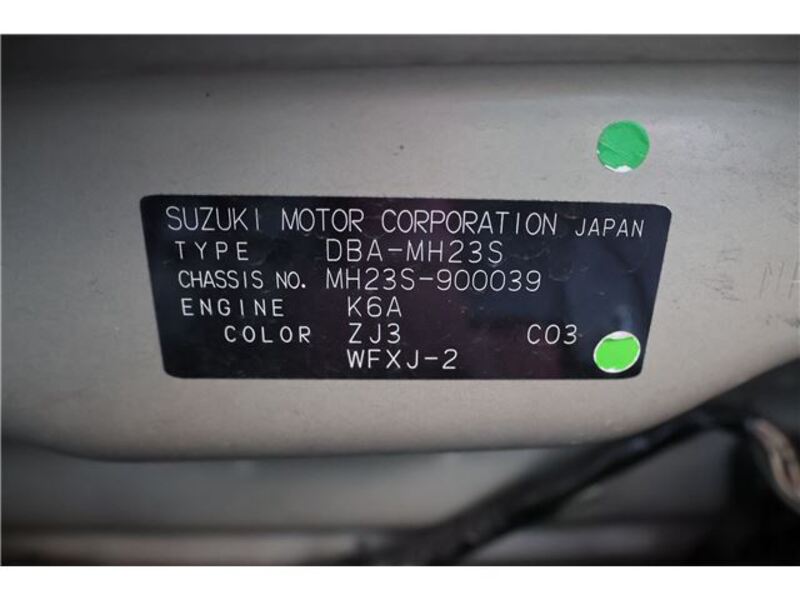 SUZUKI MOTOR CORPORATION JAPAN
TYPE DBA-MH23S
CHASSIS NO. MH23S-900039
ENGINE K6A
COLOR ZJ3 C03
WFXJ-2